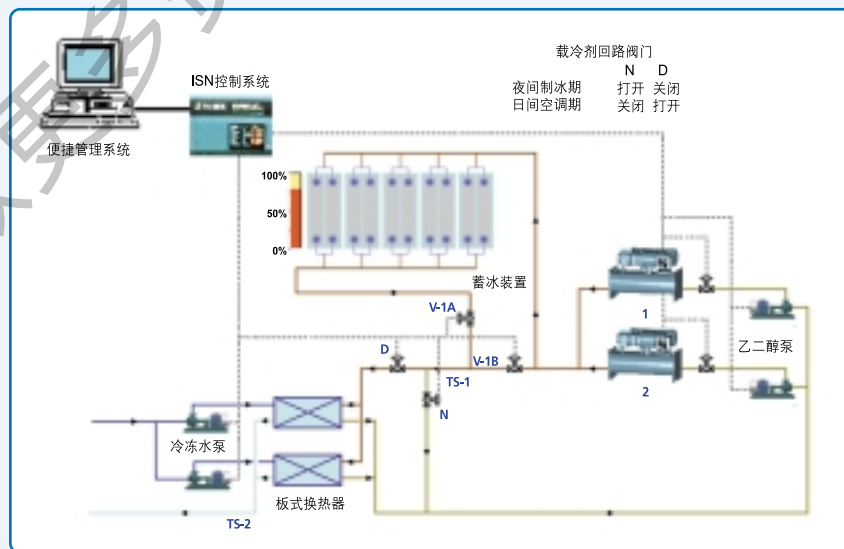 载冷剂回路阀门
N D
夜间制冰期 打开 关闭
日间空调期 关闭 打开
ISN控制系统
便捷管理系统
100%
50%
0%
蓄冰装置
V-1A
1
乙二醇泵
D
V-1B
TS-1
2
N
冷冻水泵
板式换热器
TS-2
更多